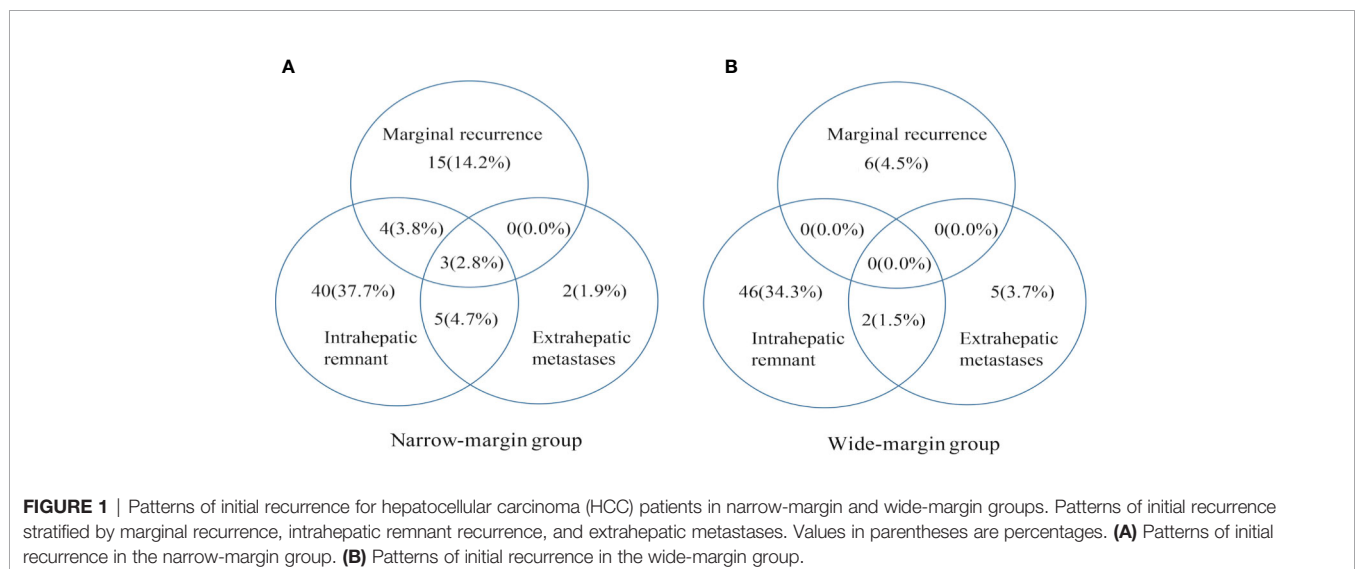 A
Marginal recurrence
15(14.2%)
4(3.8%)
0(0.0%)
3(2.8%)
40(37.7%)
2(1.9%)
5(4.7%)
Intrahepatic
remnant
Extrahepatic
metastases
Narrow-margin group
B
Marginal recurrence
6(4.5%)
0(0.0%)
0(0.0%)
0(0.0%)
46(34.3%)
5(3.7%)
2(1.5%)
Intrahepatic
remnant
Extrahepatic
metastases
Wide-margin group
FIGURE 1 | Patterns of initial recurrence for hepatocellular carcinoma (HCC) patients in narrow-margin and wide-margin groups. Patterns of initial recurrence
stratified by marginal recurrence, intrahepatic remnant recurrence, and extrahepatic metastases. Values in parentheses are percentages. (A) Patterns of initial
recurrence in the narrow-margin group. (B) Patterns of initial recurrence in the wide-margin group.